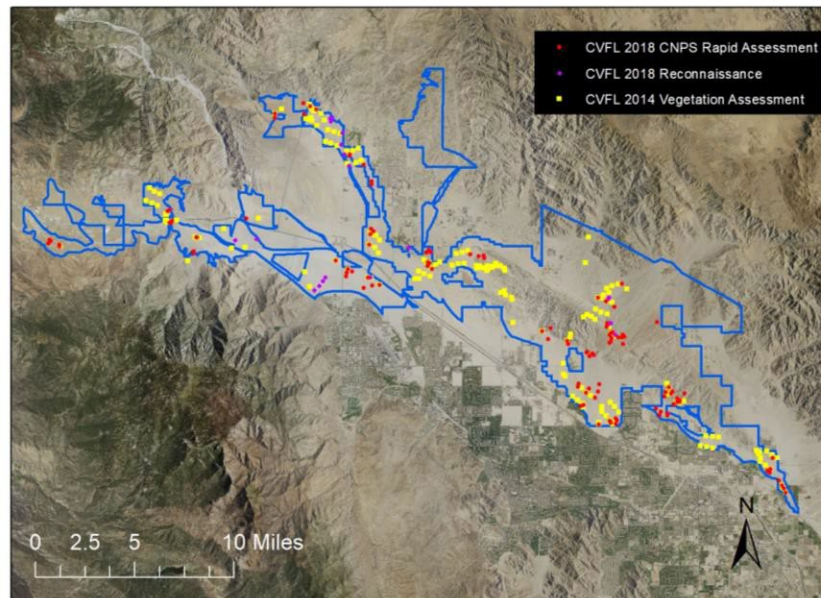 CVFL 2018 CNPS Rapid Assessment
CVFL 2018 Reconnaissance
CVFL 2014 Vegetation Assessment
N
0 2.5 5 10 Miles